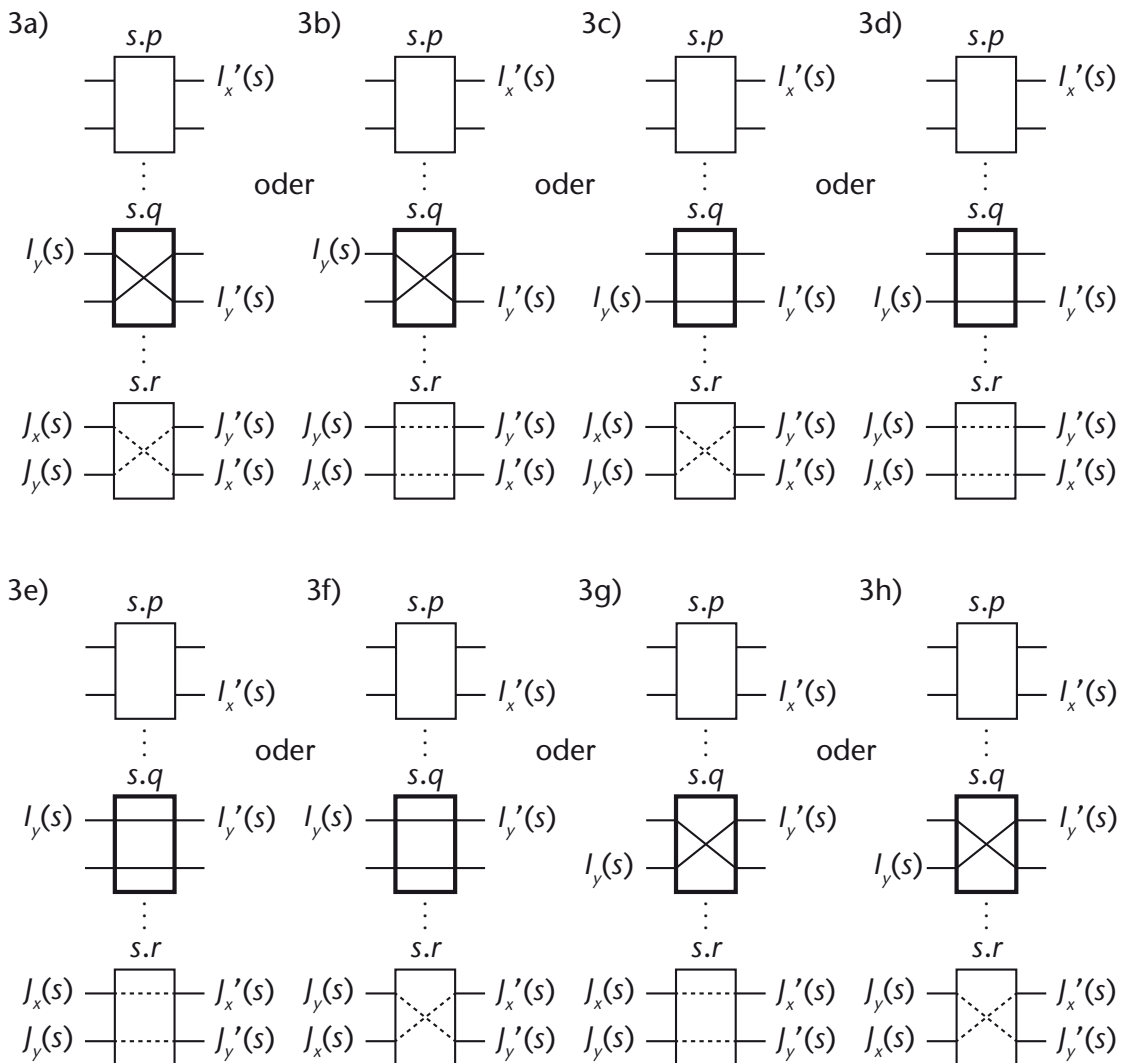 3a) 3b) 3c) 3d)
s.p s.p s.p s.p
I_x'(s) I_x'(s) I_x'(s) I_x'(s)
oder oder oder
s.q s.q s.q s.q
I_y(s) I_y(s)
I_y'(s) I_y'(s) I_y(s) I_y'(s) I_y(s) I_y'(s)
s.r s.r s.r s.r
J_x(s) J_y'(s) J_y(s) J_y'(s) J_x(s) J_y'(s) J_y(s) J_y'(s)
J_y(s) J_x'(s) J_x(s) J_x'(s) J_y(s) J_x'(s) J_x(s) J_x'(s)
3e) 3f) 3g) 3h)
s.p s.p s.p s.p
I_x'(s) I_x'(s) I_x'(s) I_x'(s)
oder oder oder
s.q s.q s.q s.q
I_y(s) I_y'(s) I_y(s) I_y'(s) I_y'(s) I_y'(s)
I_y(s) I_y(s)
s.r s.r s.r s.r
J_x(s) J_x'(s) J_y(s) J_x'(s) J_x(s) J_x'(s) J_y(s) J_x'(s)
J_y(s) J_y'(s) J_x(s) J_y'(s) J_y(s) J_y'(s) J_x(s) J_y'(s)